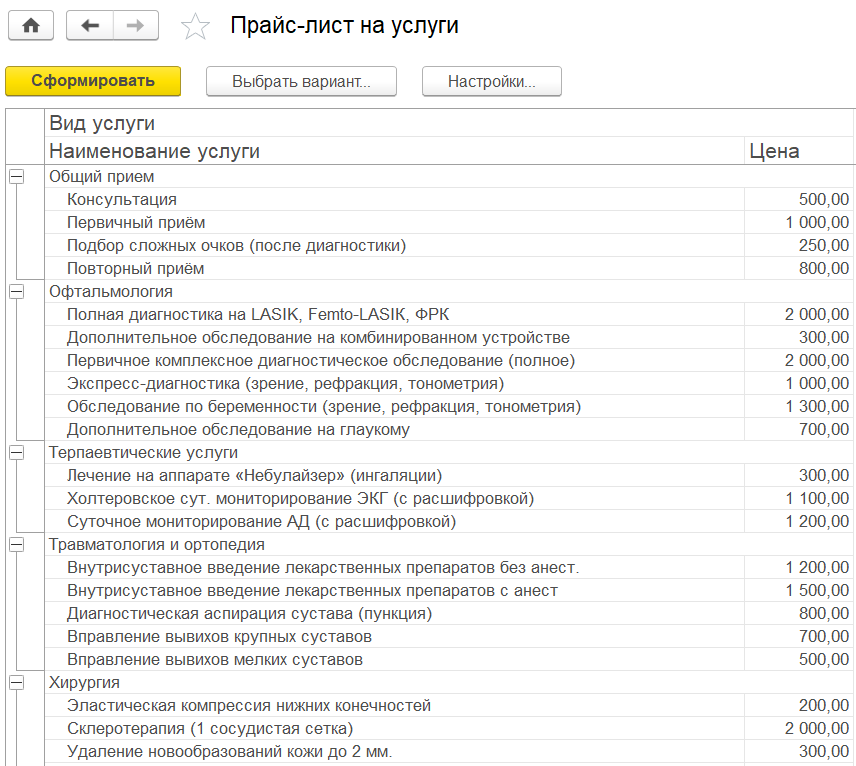 Прайс-лист на услуги
Сформировать Выбрать вариант... Настройки...
Вид услуги
Наименование услуги Цена
Общий прием
Консультация 500,00
Первичный приём 1 000,00
Подбор сложных очков (после диагностики) 250,00
Повторный приём 800,00
Офтальмология
Полная диагностика на LASIK, Femto-LASIK, ФРК 2 000,00
Дополнительное обследование на комбинированном устройстве 300,00
Первичное комплексное диагностическое обследование (полное) 2 000,00
Экспресс-диагностика (зрение, рефракция, тонометрия) 1 000,00
Обследование по беременности (зрение, рефракция, тонометрия) 1 300,00
Дополнительное обследование на глаукому 700,00
Терпаевтические услуги
Лечение на аппарате «Небулайзер» (ингаляции) 300,00
Холтеровское сут. мониторирование ЭКГ (с расшифровкой) 1 100,00
Суточное мониторирование АД (с расшифровкой) 1 200,00
Травматология и ортопедия
Внутрисуставное введение лекарственных препаратов без анест. 1 200,00
Внутрисуставное введение лекарственных препаратов с анест 1 500,00
Диагностическая аспирация сустава (пункция) 800,00
Вправление вывихов крупных суставов 700,00
Вправление вывихов мелких суставов 500,00
Хирургия
Эластическая компрессия нижних конечностей 200,00
Склеротерапия (1 сосудистая сетка) 2 000,00
Удаление новообразований кожи до 2 мм. 300,00